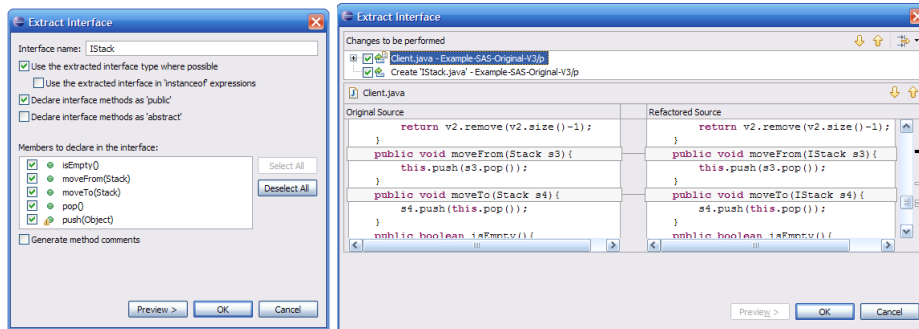 Extract Interface
Interface name: IStack
Use the extracted interface type where possible
Use the extracted interface in 'instanceof' expressions
Declare interface methods as 'public'
Declare interface methods as 'abstract'
Members to declare in the interface:
isEmpty()
moveFrom(Stack)
moveTo(Stack)
pop()
push(Object)
Select All
Deselect All
Generate method comments
Preview > OK Cancel
Extract Interface
Changes to be performed
Client.java - Example-SAS-Original-V3/p
Create 'IStack.java' - Example-SAS-Original-V3/p
Client.java
Original Source
return v2.remove(v2.size()-1);
}
public void moveFrom(Stack s3){
this.push(s3.pop());
}
public void moveTo(Stack s4){
s4.push(this.pop());
}
public boolean isEmpty(){
Refactored Source
return v2.remove(v2.size()-1);
}
public void moveFrom(IStack s3){
this.push(s3.pop());
}
public void moveTo(IStack s4){
s4.push(this.pop());
}
public boolean isEmpty(){
Preview > OK Cancel